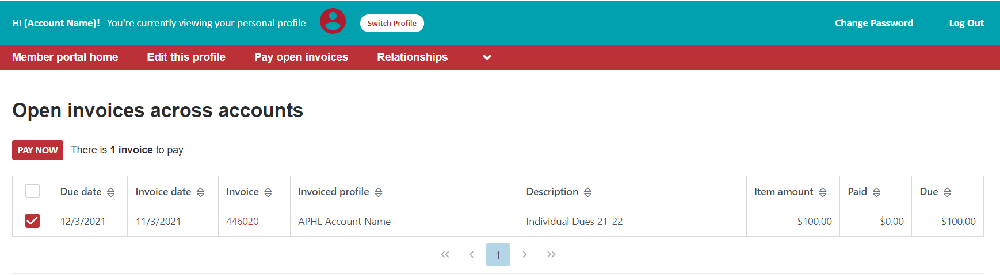 Hi (Account Name)! You're currently viewing your personal profile Switch Profile Change Password Log Out
Member portal home Edit this profile Pay open invoices Relationships
Open invoices across accounts
PAY NOW There is 1 invoice to pay
Due date Invoice date Invoice Invoiced profile Description Item amount Paid Due
12/3/2021 11/3/2021 446020 APHL Account Name Individual Dues 21-22 $100.00 $0.00 $100.00
1